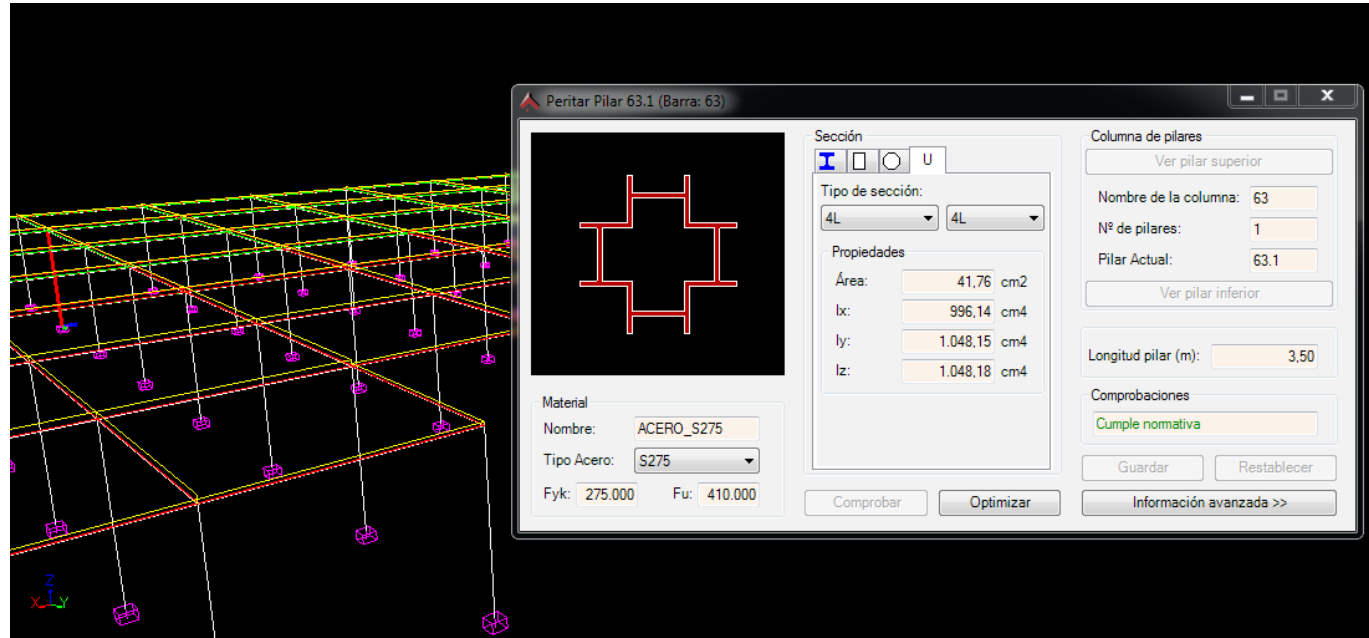 Peritar Pilar 63.1 (Barra: 63)
Sección
U
Tipo de sección:
4L
4L
Propiedades
Área: 41,76 cm2
Ix: 996,14 cm4
Iy: 1.048,15 cm4
Iz: 1.048,18 cm4
Columna de pilares
Ver pilar superior
Nombre de la columna: 63
Nº de pilares: 1
Pilar Actual: 63.1
Ver pilar inferior
Longitud pilar (m): 3,50
Material
Nombre: ACERO_S275
Tipo Acero: S275
Fyk: 275.000 Fu: 410.000
Comprobaciones
Cumple normativa
Guardar
Restablecer
Comprobar
Optimizar
Información avanzada >>
Z
X
Y